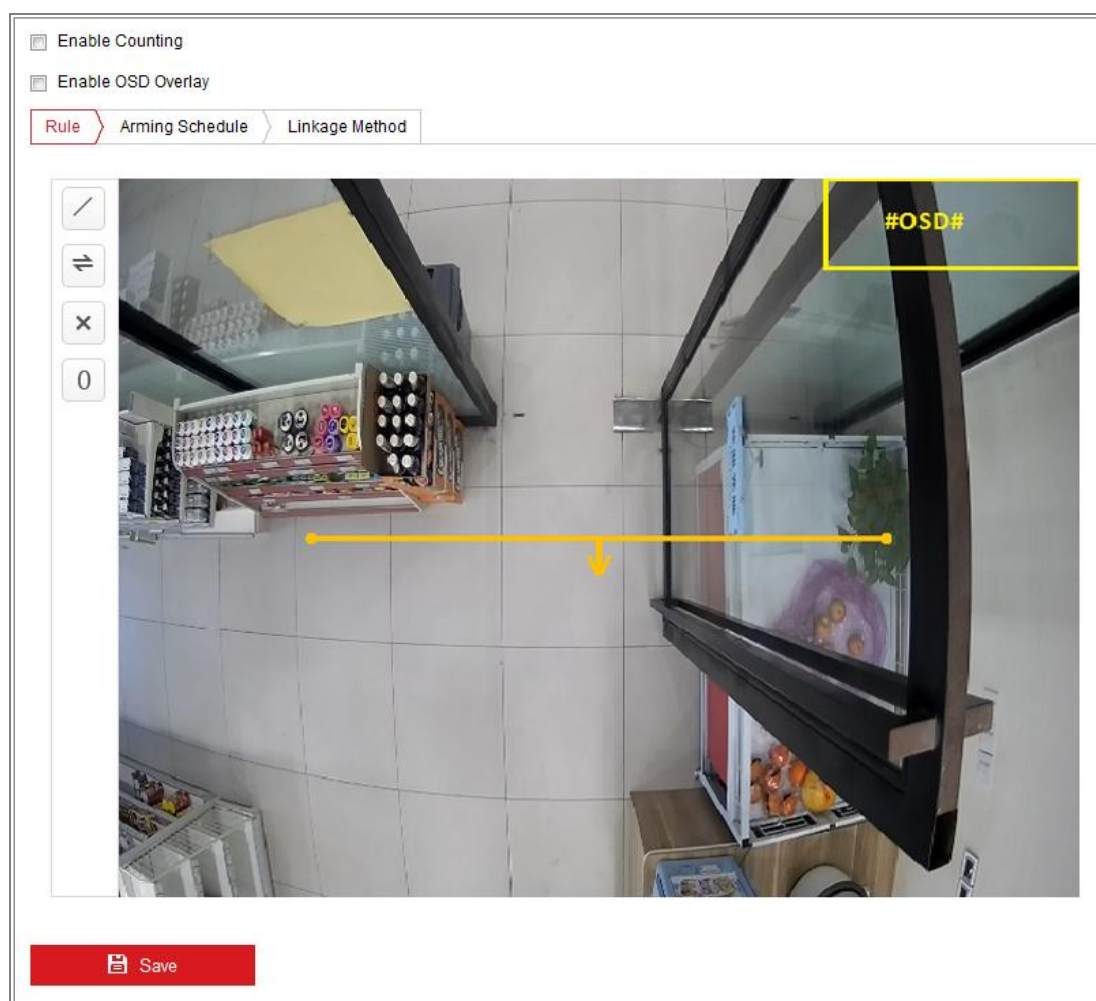 Enable Counting
Enable OSD Overlay
Rule
Arming Schedule
Linkage Method
#OSD#
0
Save